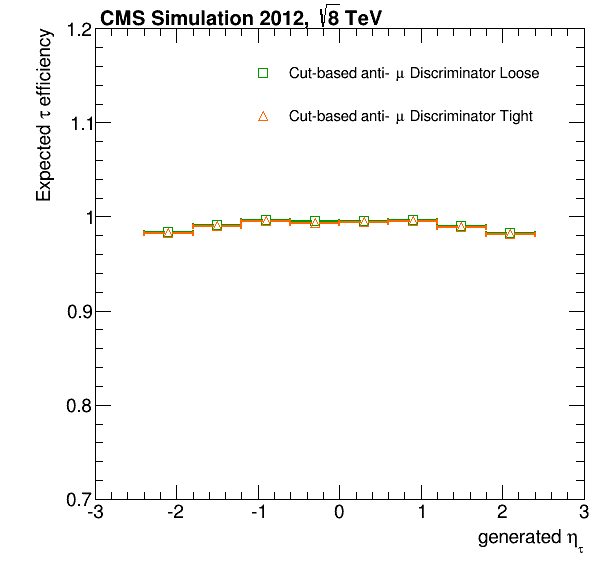 CMS Simulation 2012, √8 TeV
Expected τ efficiency
1.2
1.1
1
0.9
0.8
0.7
Cut-based anti- μ Discriminator Loose
Cut-based anti- μ Discriminator Tight
-3 -2 -1 0 1 2 3
generated ητ